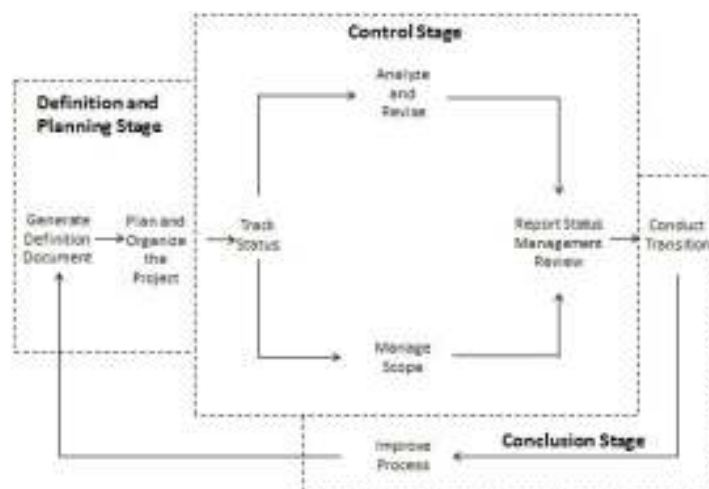 Control Stage
Analyze
and
Revise
Definition and
Planning Stage
Generate
Definition
Document
Plan and
Organize
the
Project
Track
Status
Report Status
Management
Review
Conduct
Transition
Manage
Scope
Improve
Process
Conclusion Stage